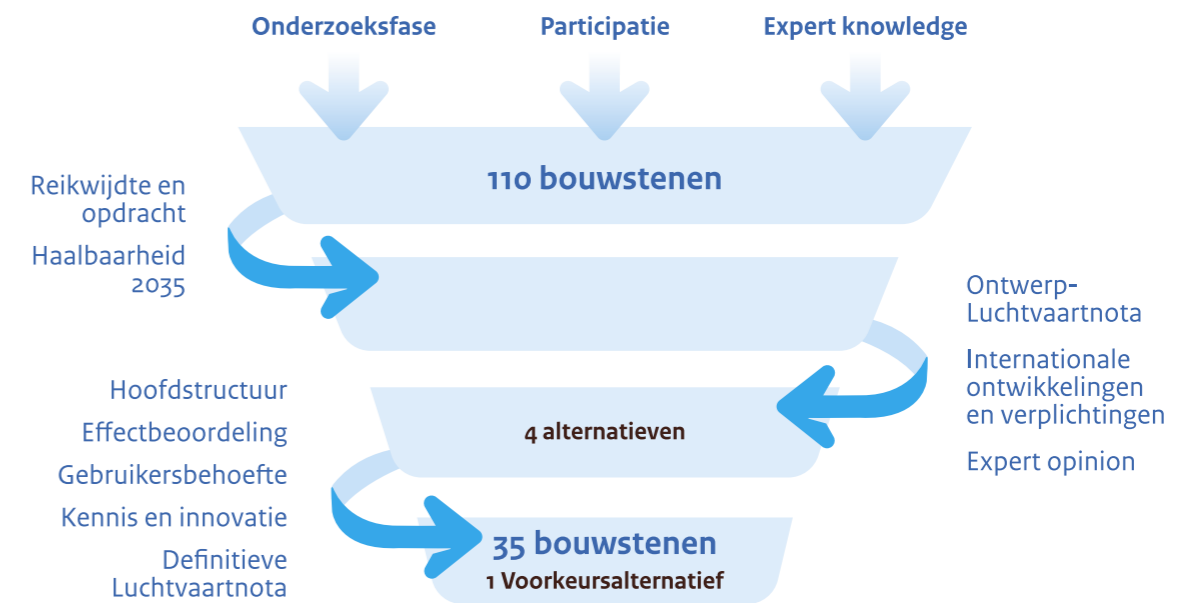 Onderzoeksfase
Participatie
Expert knowledge
110 bouwstenen
Reikwijdte en
opdracht
Haalbaarheid
2035
Ontwerp-
Luchtvaartnota
Internationale
ontwikkelingen
en verplichtingen
Expert opinion
4 alternatieven
Hoofdstructuur
Effectbeoordeling
Gebruikersbehoefte
Kennis en innovatie
Definitieve
Luchtvaartnota
35 bouwstenen
1 Voorkeursalternatief